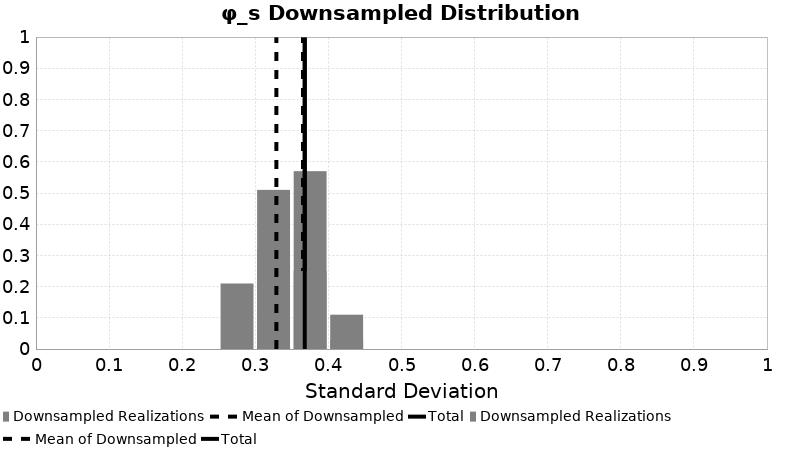 φ_s Downsampled Distribution
1
0.9
0.8
0.7
0.6
0.5
0.4
0.3
0.2
0.1
0
0 0.1 0.2 0.3 0.4 0.5 0.6 0.7 0.8 0.9 1
Standard Deviation
Downsampled Realizations Mean of Downsampled Total Downsampled Realizations
Mean of Downsampled Total